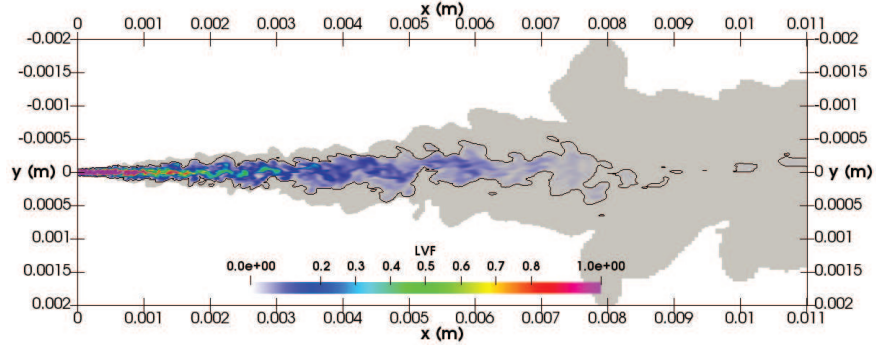 x (m)
0 0.001 0.002 0.003 0.004 0.005 0.006 0.007 0.008 0.009 0.01 0.011
-0.002 -0.002
-0.0015 -0.0015
-0.001 -0.001
-0.0005 -0.0005
y (m) 0 0 y (m)
0.0005 0.0005
0.001 0.001
LVF
0.0e+00 0.2 0.3 0.4 0.5 0.6 0.7 0.8 1.0e+00
0.0015 0.0015
0.002 0.002
0 0.001 0.002 0.003 0.004 0.005 0.006 0.007 0.008 0.009 0.01 0.011
x (m)